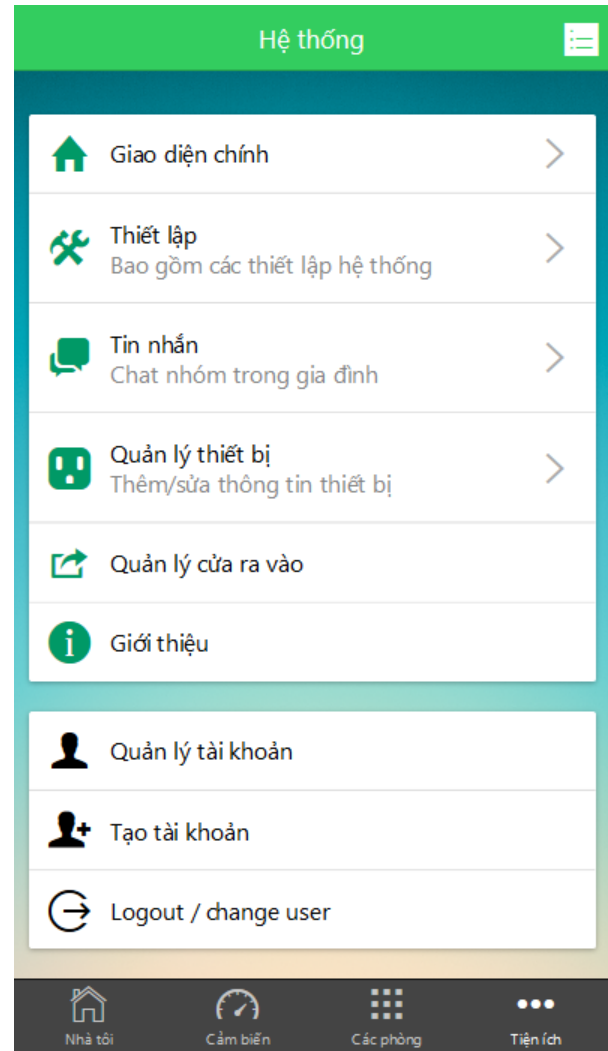 Hệ thống
Giao diện chính
Thiết lập
Bao gồm các thiết lập hệ thống
Tin nhắn
Chat nhóm trong gia đình
Quản lý thiết bị
Thêm/sửa thông tin thiết bị
Quản lý cửa ra vào
Giới thiệu
Quản lý tài khoản
Tạo tài khoản
Logout / change user
Nhà tôi
Cảm biến
Các phòng
Tiện ích